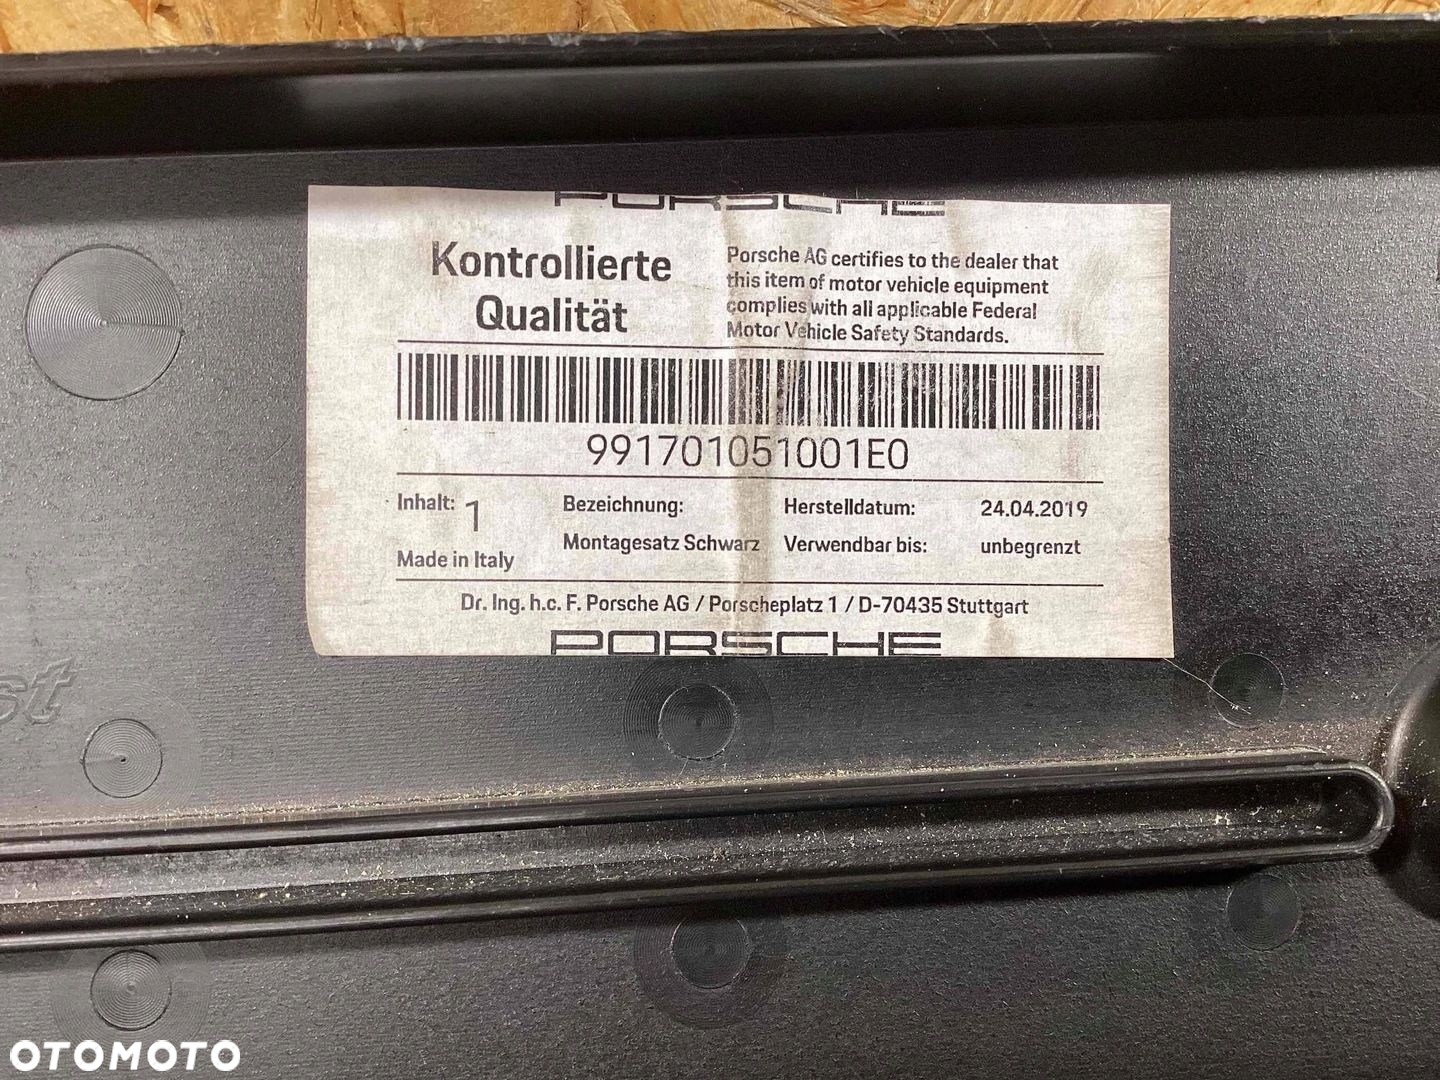 PORSCHE
Kontrollierte
Qualität
Porsche AG certifies to the dealer that
this item of motor vehicle equipment
complies with all applicable Federal
Motor Vehicle Safety Standards.
991701051001E0
Inhalt: 1
Made in Italy
Bezeichnung:
Montagesatz Schwarz
Herstelldatum: 24.04.2019
Verwendbar bis: unbegrenzt
Dr. Ing. h.c. F. Porsche AG / Porscheplatz 1 / D-70435 Stuttgart
PORSCHE
OTOMOTO